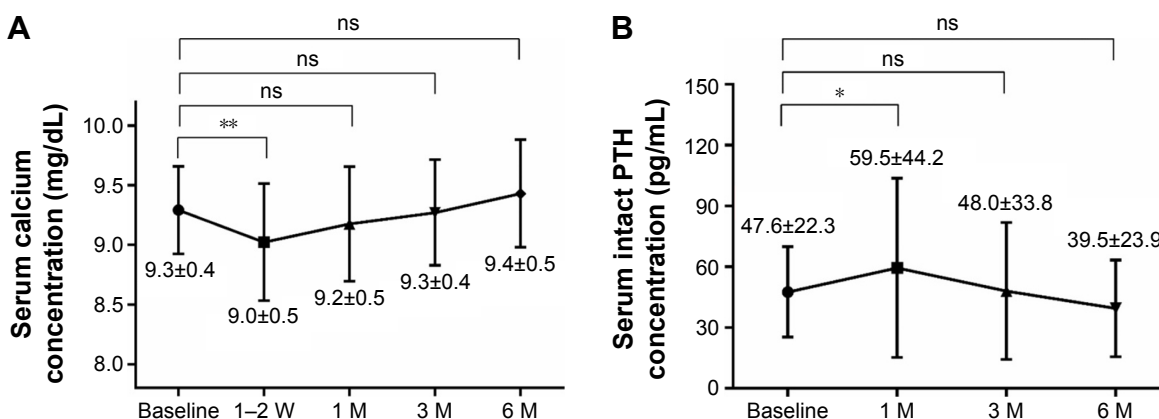 A
ns
ns
ns
**
Serum calcium
concentration (mg/dL)
10.0
9.5
9.0
8.5
8.0
9.3±0.4
9.0±0.5
9.2±0.5
9.3±0.4
9.4±0.5
Baseline 1–2 W 1 M 3 M 6 M
B
ns
ns
*
Serum intact PTH
concentration (pg/mL)
150
120
90
60
30
0
47.6±22.3
59.5±44.2
48.0±33.8
39.5±23.9
Baseline 1 M 3 M 6 M